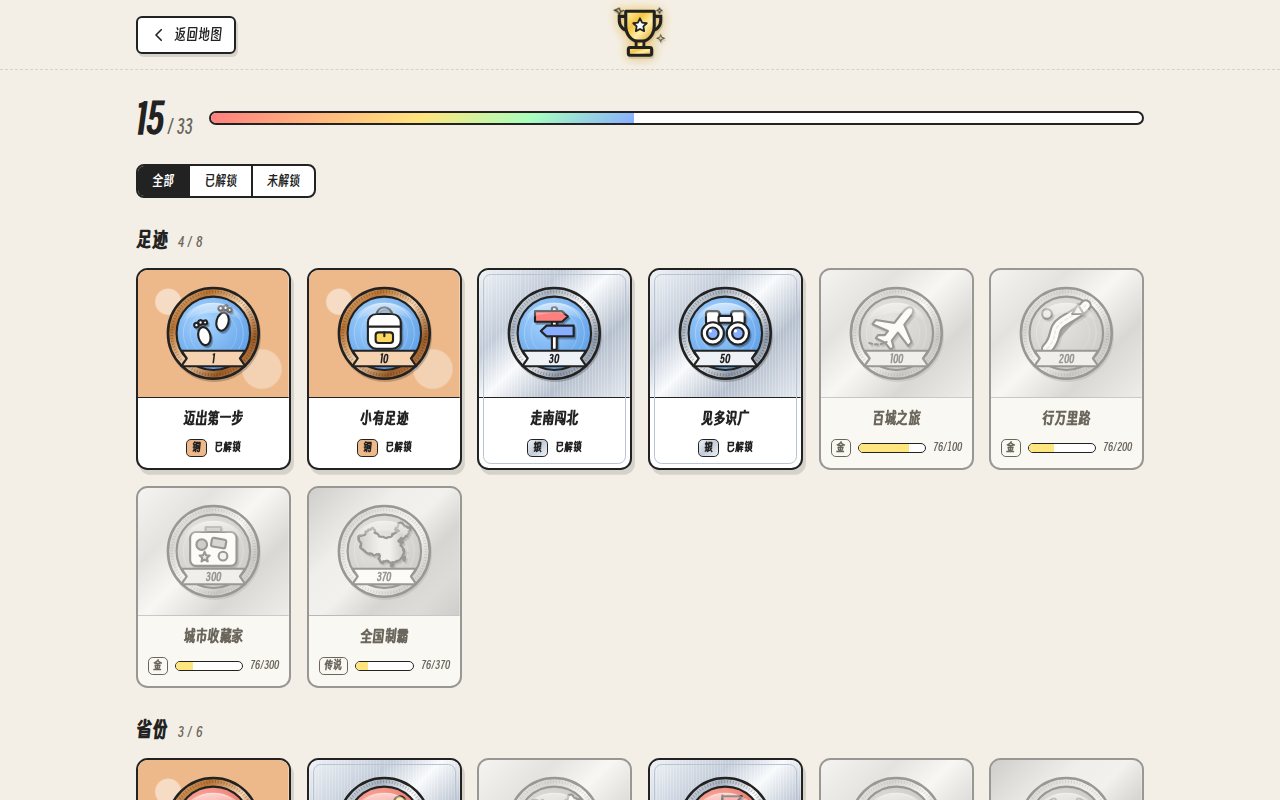 返回地图
15 / 33
全部 已解锁 未解锁
足迹 4 / 8
1
10
30
50
100
200
迈出第一步
小有足迹
走南闯北
见多识广
百城之旅
行万里路
銅 已解锁
銅 已解锁
银 已解锁
银 已解锁
金 76/100
金 76/200
300
370
城市收藏家
全国制霸
金 76/300
传说 76/370
省份 3 / 6